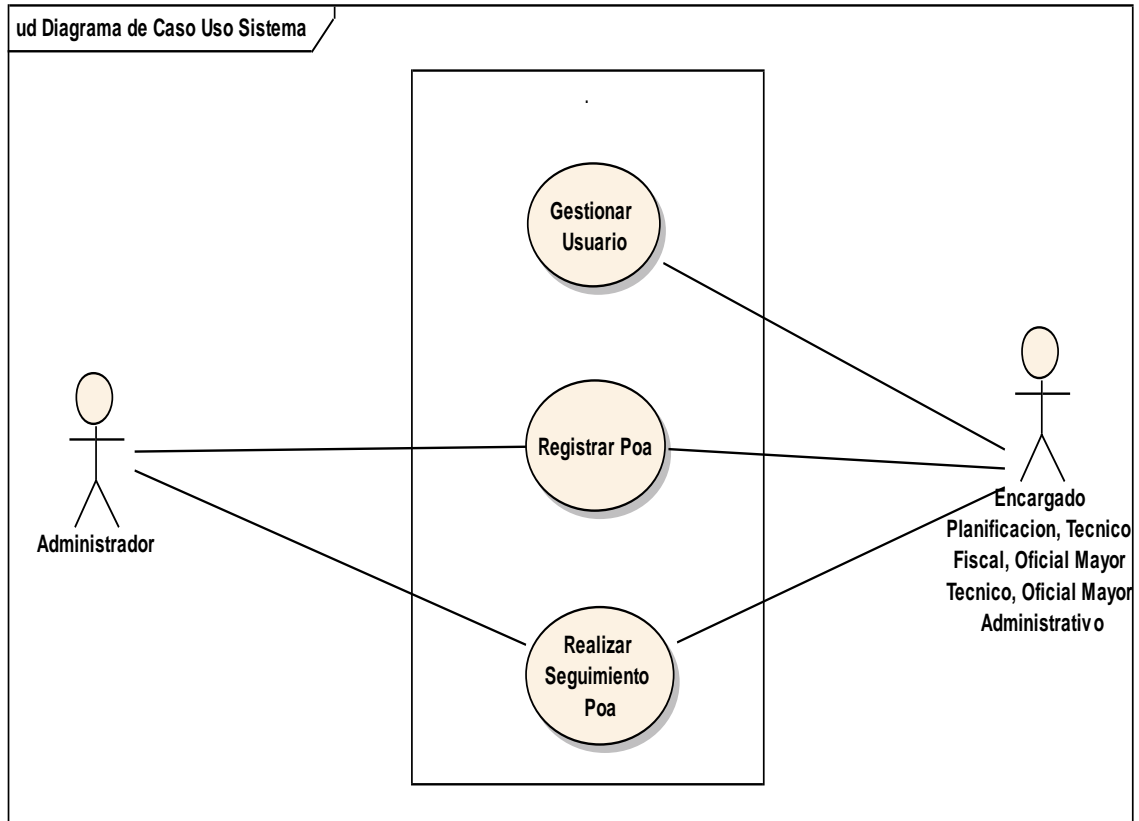 ud Diagrama de Caso Uso Sistema
.
Gestionar
Usuario
Registrar Poa
Administrador
Encargado
Planificacion, Tecnico
Fiscal, Oficial Mayor
Tecnico, Oficial Mayor
Administrativo
Realizar
Seguimiento
Poa